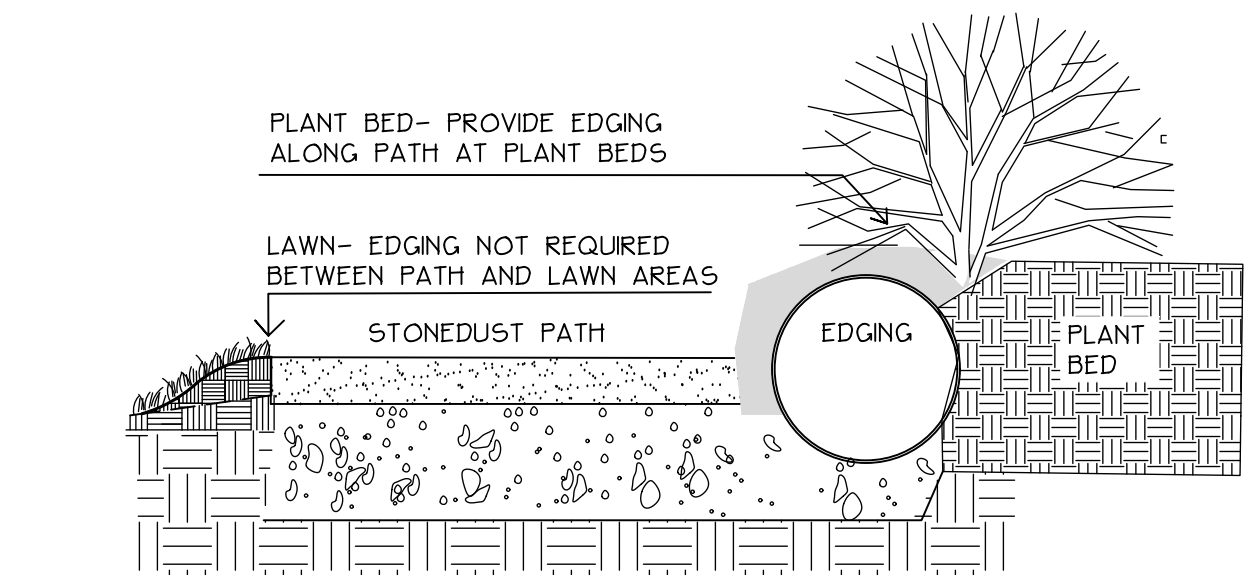 PLANT BED- PROVIDE EDGING
ALONG PATH AT PLANT BEDS
LAWN- EDGING NOT REQUIRED
BETWEEN PATH AND LAWN AREAS
STONEDUST PATH
EDGING
PLANT
BED